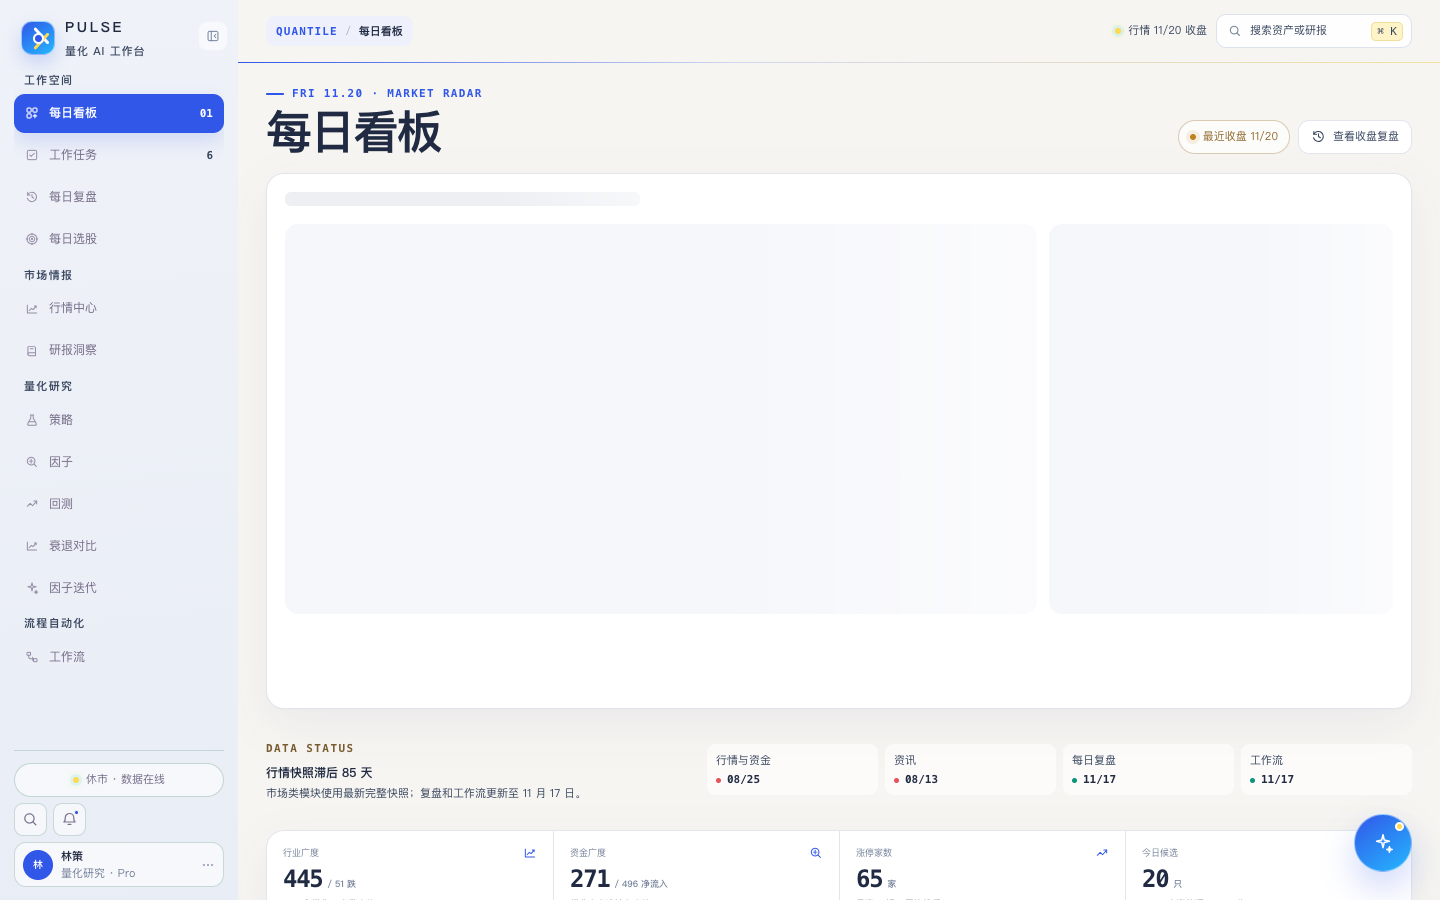 PULSE
量化 AI 工作台
工作空间
每日看板 01
工作任务 6
每日复盘
每日选股
市场情报
行情中心
研报洞察
量化研究
策略
因子
回测
衰退对比
因子迭代
流程自动化
工作流
休市 · 数据在线
林
林策
量化研究 · Pro
QUANTILE / 每日看板
行情 11/20 收盘
搜索资产或研报
⌘ K
FRI 11.20 · MARKET RADAR
每日看板
最近收盘 11/20
查看收盘复盘
DATA STATUS
行情快照滞后 85 天
市场类模块使用最新完整快照；复盘和工作流更新至 11 月 17 日。
行情与资金
08/25
资讯
08/13
每日复盘
11/17
工作流
11/17
行业广度
445 / 51 跌
资金广度
271 / 496 净流入
涨停家数
65 家
今日候选
20 只